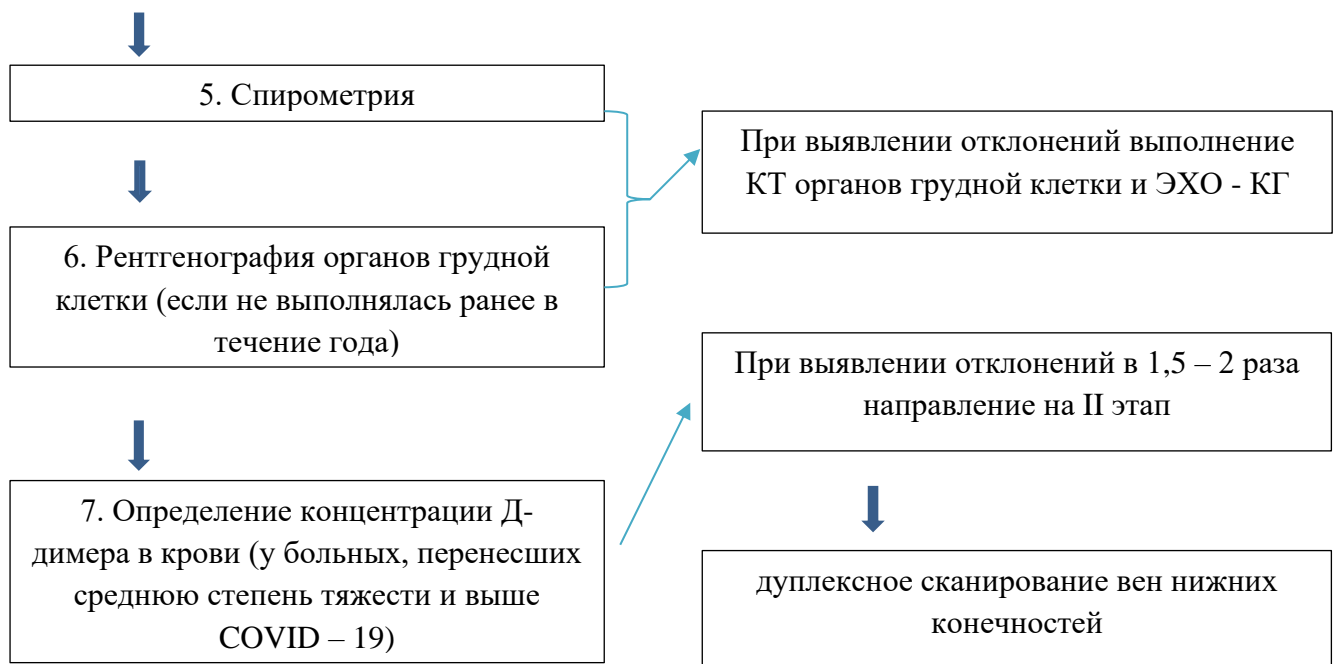 5. Спирометрия
При выявлении отклонений выполнение
КТ органов грудной клетки и ЭХО - КГ
6. Рентгенография органов грудной
клетки (если не выполнялась ранее в
течение года)
При выявлении отклонений в 1,5 – 2 раза
направление на II этап
7. Определение концентрации Д-
димера в крови (у больных, перенесших
среднюю степень тяжести и выше
COVID – 19)
дуплексное сканирование вен нижних
конечностей